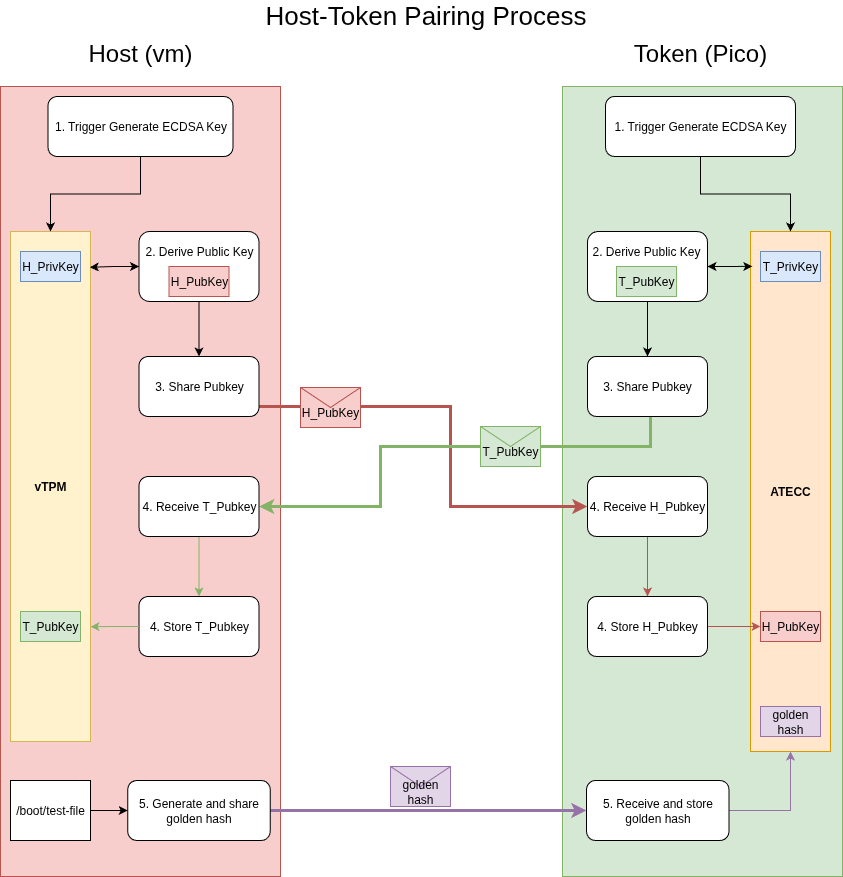 Host-Token Pairing Process
Host (vm)
Token (Pico)
1. Trigger Generate ECDSA Key
1. Trigger Generate ECDSA Key
H_PrivKey
2. Derive Public Key
H_PubKey
2. Derive Public Key
T_PubKey
T_PrivKey
3. Share Pubkey
3. Share Pubkey
H_PubKey
T_PubKey
vTPM
4. Receive T_Pubkey
4. Receive H_Pubkey
ATECC
T_PubKey
4. Store T_Pubkey
4. Store H_Pubkey
H_PubKey
golden
hash
/boot/test-file
5. Generate and share
golden hash
golden
hash
5. Receive and store
golden hash